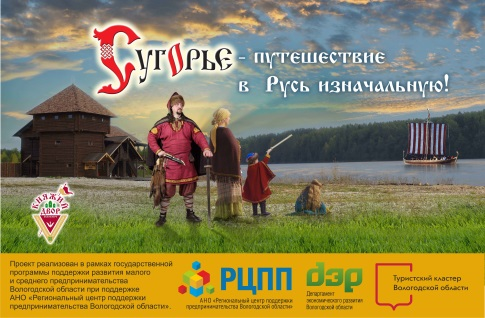 Сугорье - путешествие
в Русь изначальную!
КНЯЖИЙ
ДВОР
Проект реализован в рамках государственной
программы поддержки развития малого
и среднего предпринимательства
Вологодской области при поддержке
АНО «Региональный центр поддержки
предпринимательства Вологодской области».
РЦПП
АНО «Региональный центр поддержки
предпринимательства Вологодской области»
дэр
Департамент
экономического развития
Вологодской области
Туристский кластер
Вологодской области